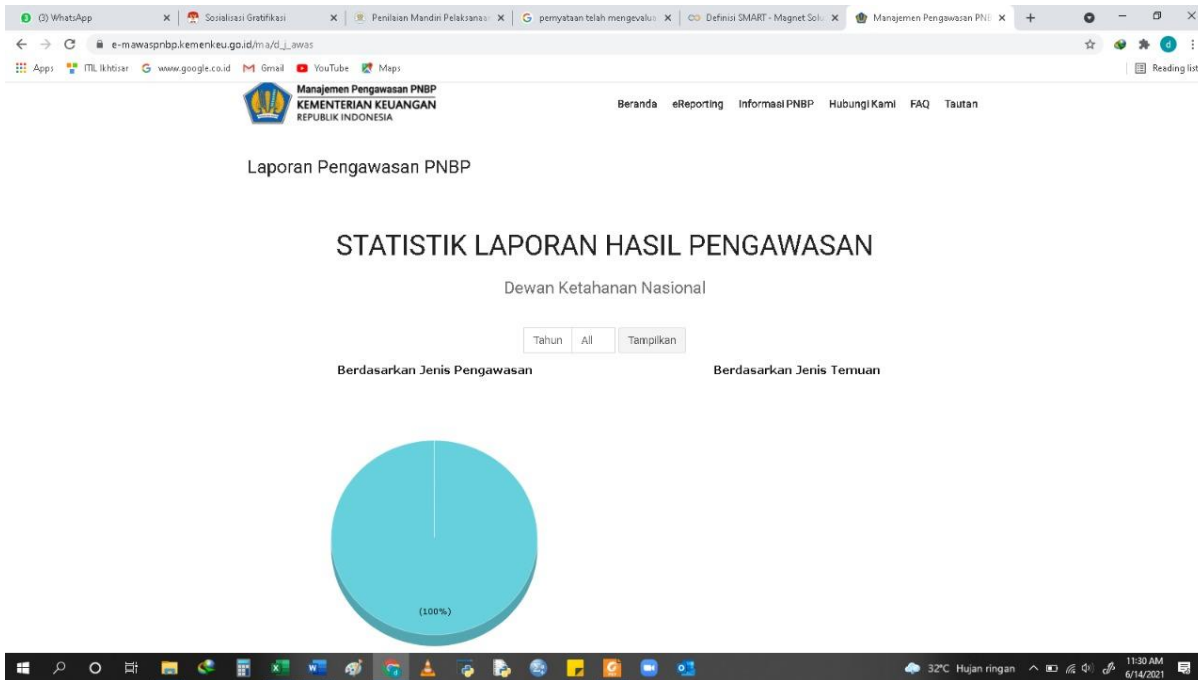 (3) WhatsApp
Sosialisasi Gratifikasi
Penilaian Mandiri Pelaksanaa
pernyataan telah mengevalua
Definisi SMART - Magnet Solu
Manajemen Pengawasan PNB
e-mawaspnbp.kemenkeu.go.id/ma/d_j_awas
Apps
ITIL Ikhtisar
www.google.co.id
Gmail
YouTube
Maps
Reading list
Manajemen Pengawasan PNBP
KEMENTERIAN KEUANGAN
REPUBLIK INDONESIA
Beranda eReporting Informasi PNBP Hubungi Kami FAQ Tautan
Laporan Pengawasan PNBP
STATISTIK LAPORAN HASIL PENGAWASAN
Dewan Ketahanan Nasional
Tahun All Tampilkan
Berdasarkan Jenis Pengawasan
Berdasarkan Jenis Temuan
(100%)
32°C Hujan ringan
11:30 AM
6/14/2021